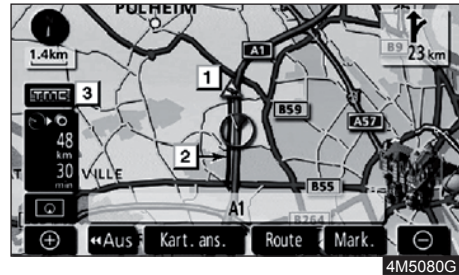 PULHEIM
A1
B9
1.4km
23 km
1
TMC 3
B59
A57
48
km
30
min
2
VILLE
B55
A1
B264
⊕ ◂◂Aus Kart. ans. Route Mark. ⊖
4M5080G